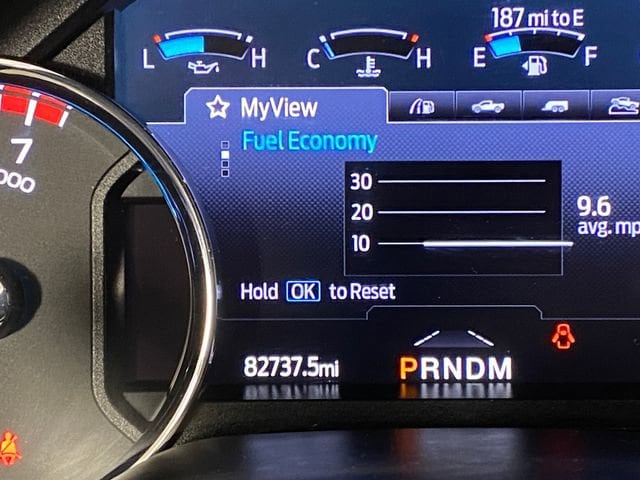 187 mi to E
L H C H E F
MyView
Fuel Economy
30
20
10
9.6
avg. mp
Hold OK to Reset
82737.5mi
PRNDM
7
000